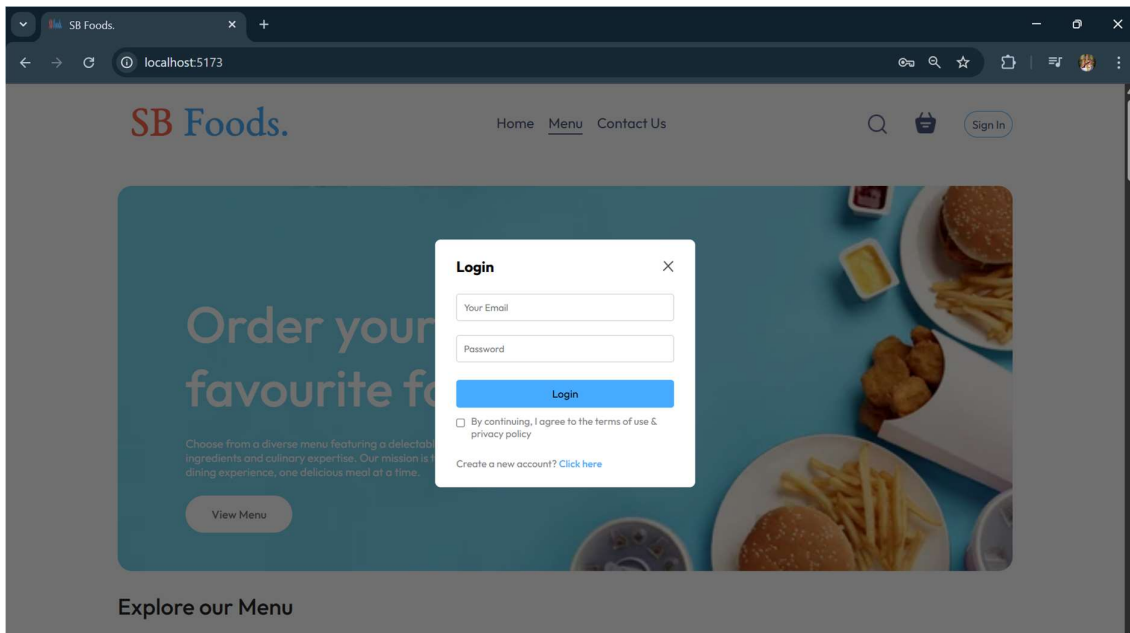 SB Foods.
localhost:5173
SB Foods.
Home Menu Contact Us
Sign In
Order your
favourite fo
Choose from a diverse menu featuring a delectabl
ingredients and culinary expertise. Our mission is t
dining experience, one delicious meal at a time.
View Menu
Login
Your Email
Password
Login
By continuing, I agree to the terms of use &
privacy policy
Create a new account? Click here
Explore our Menu